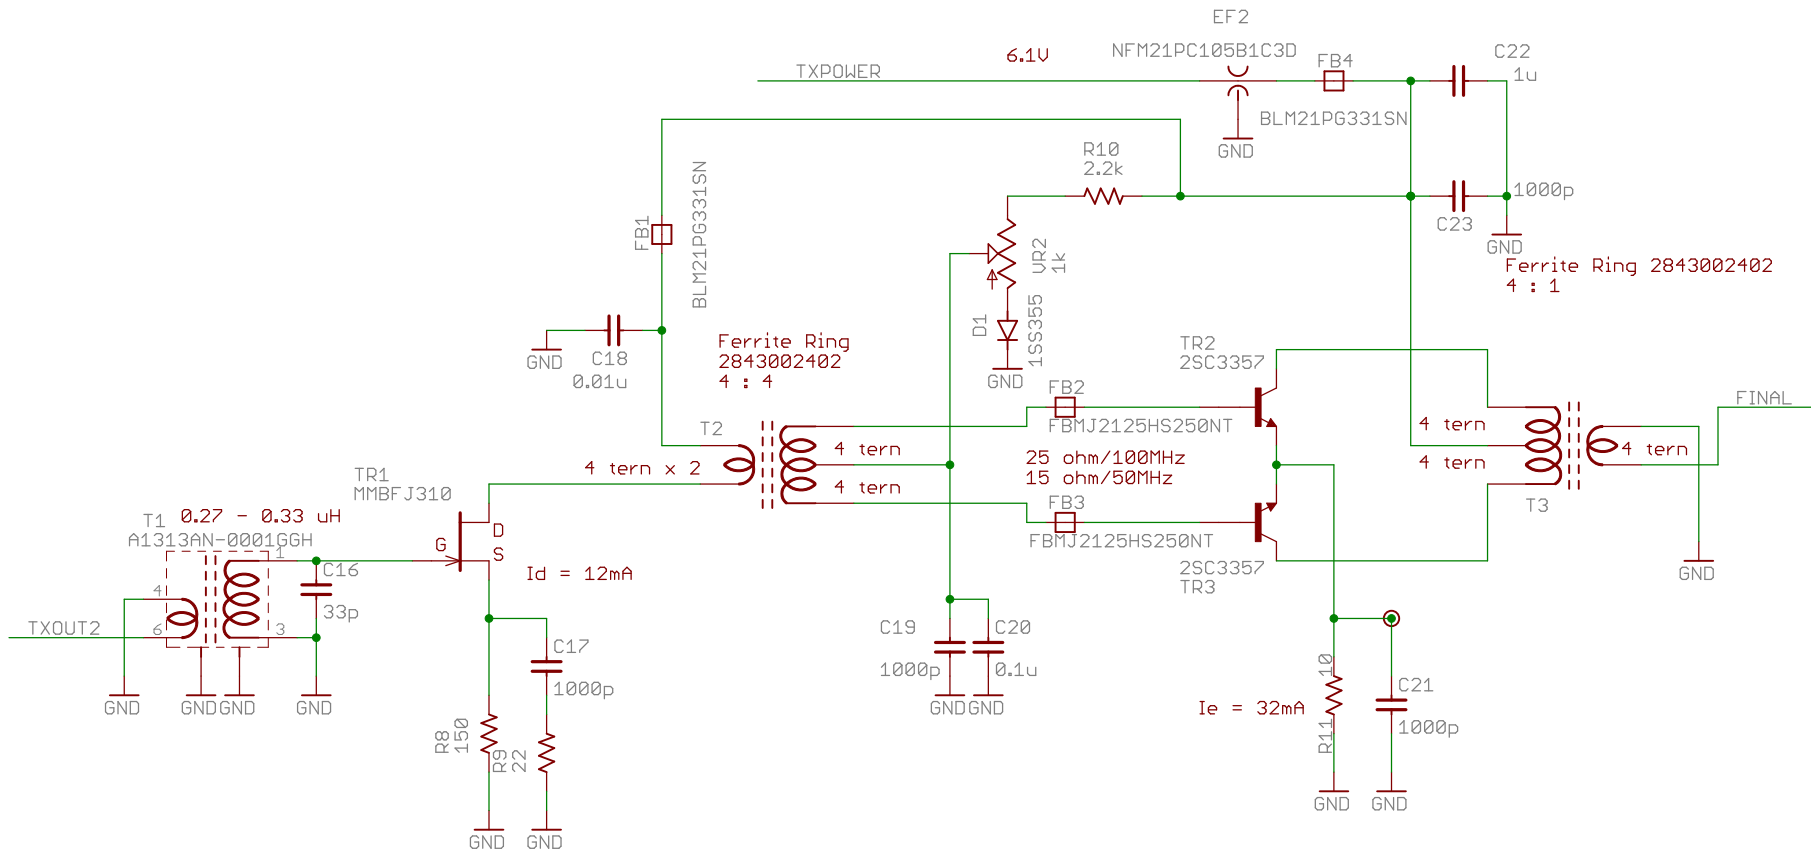 EF2
NFM21PC105B1C3D
6.1V
TXPOWER
FB4
BLM21PG331SN
C22
1u
GND
R10
2.2k
1000p
C23
GND
Ferrite Ring 2843002402
4 : 1
FB1
BLM21PG331SN
VR2
1k
D1
1SS355
GND
GND
C18
0.01u
Ferrite Ring
2843002402
4 : 4
TR2
2SC3357
FB2
FBMJ2125HS250NT
FINAL
T2
4 tern
4 tern x 2
4 tern
25 ohm/100MHz
15 ohm/50MHz
FB3
FBMJ2125HS250NT
4 tern
4 tern
4 tern
T3
2SC3357
TR3
GND
TR1
MMBFJ310
T1
0.27 - 0.33 uH
A1313AN-0001GGH
1
4
6
3
G
D
S
Id = 12mA
C16
33p
TXOUT2
GND
GND
GND
GND
C17
1000p
R8
150
R9
22
GND
GND
C19
1000p
C20
0.1u
GND
GND
Ie = 32mA
R11
10
C21
1000p
GND
GND